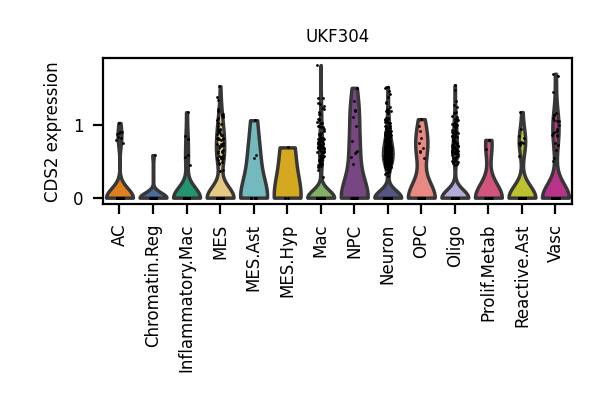 UKF304
CDS2 expression
1
0
AC
Chromatin.Reg
Inflammatory.Mac
MES
MES.Ast
MES.Hyp
Mac
NPC
Neuron
OPC
Oligo
Prolif.Metab
Reactive.Ast
Vasc